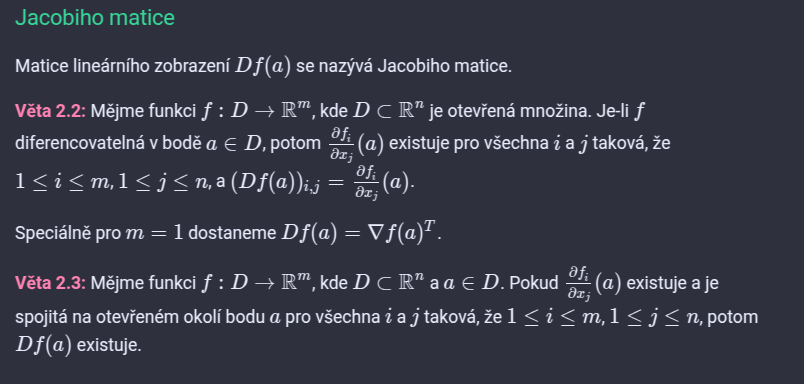 Jacobiho matice
Matice lineárního zobrazení $Df(a)$ se nazývá Jacobiho matice.
Věta 2.2: Mějme funkci $f : D \to \mathbb{R}^m$, kde $D \subset \mathbb{R}^n$ je otevřená množina. Je-li $f$
diferencovatelná v bodě $a \in D$, potom $\frac{\partial f_i}{\partial x_j}(a)$ existuje pro všechna $i$ a $j$ taková, že
$1 \leq i \leq m, 1 \leq j \leq n$, a $(Df(a))_{i,j} = \frac{\partial f_i}{\partial x_j}(a)$.
Speciálně pro $m = 1$ dostaneme $Df(a) = \nabla f(a)^T$.
Věta 2.3: Mějme funkci $f : D \to \mathbb{R}^m$, kde $D \subset \mathbb{R}^n$ a $a \in D$. Pokud $\frac{\partial f_i}{\partial x_j}(a)$ existuje a je
spojitá na otevřeném okolí bodu $a$ pro všechna $i$ a $j$ taková, že $1 \leq i \leq m, 1 \leq j \leq n$, potom
$Df(a)$ existuje.